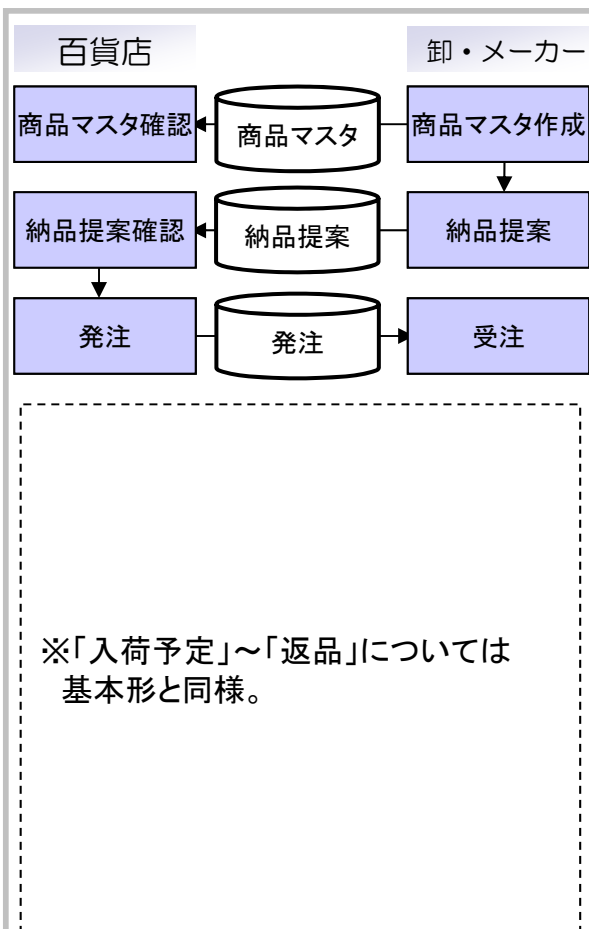 百貨店
卸・メーカー
商品マスタ確認
商品マスタ
商品マスタ作成
納品提案確認
納品提案
納品提案
発注
発注
受注
※「入荷予定」～「返品」については
基本形と同様。